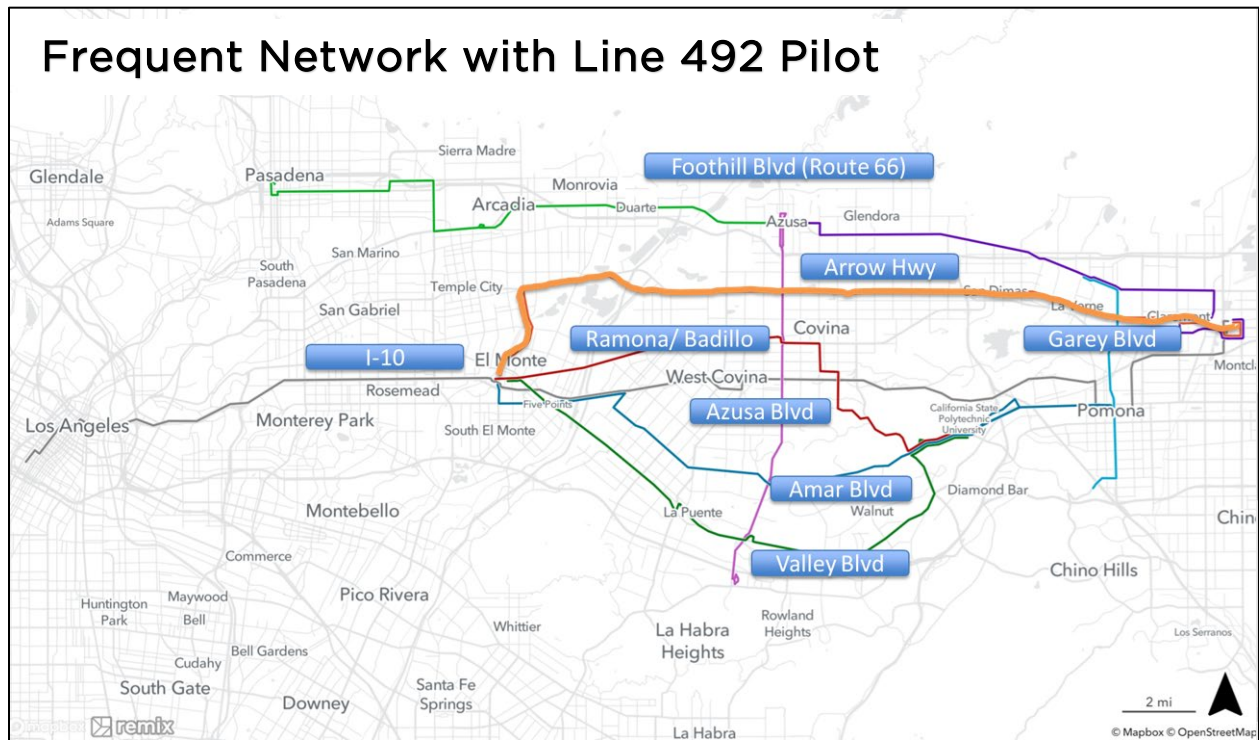 Frequent Network with Line 492 Pilot
Sierra Madre
Foothill Blvd (Route 66)
Glendale
Pasadena
Monrovia
Arcadia
Duarte
Glendora
Adams Square
Azusa
San Marino
Arrow Hwy
South
Pasadena
Temple City
San Dimas
La Verne
San Gabriel
Claremont
Covina
Ramona/ Badillo
Garey Blvd
I-10
El Monte
Montcl
West Covina
Rosemead
Five Points
Azusa Blvd
California State
Polytechnic
University
Pomona
Los Angeles
Monterey Park
South El Monte
Amar Blvd
Diamond Bar
Walnut
La Puente
Montebello
Chin
Commerce
Valley Blvd
Chino Hills
Pico Rivera
Huntington
Park
Maywood
Bell
Whittier
Rowland
Heights
La Habra
Heights
Los Serranos
Bell Gardens
Cudahy
South Gate
Santa Fe
Springs
Downey
2 mi
mapbox
remix
La Habra
© Mapbox © OpenStreetMap